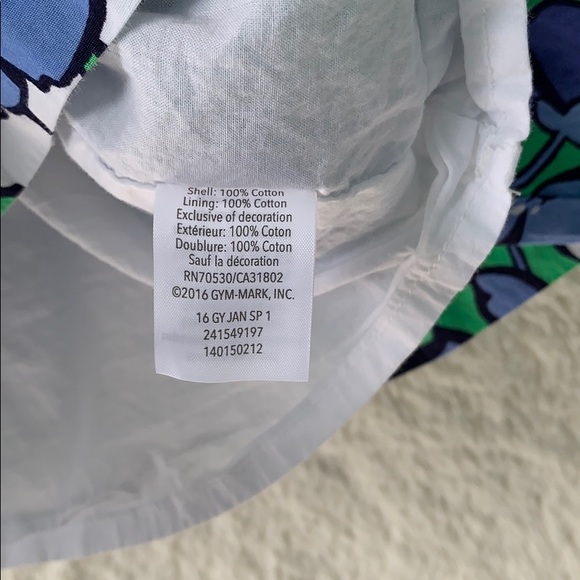 Shell: 100% Cotton
Lining: 100% Cotton
Exclusive of decoration
Extérieur: 100% Coton
Doublure: 100% Coton
Sauf la décoration
RN70530/CA31802
©2016 GYM-MARK, INC.
16 GY JAN SP 1
241549197
140150212